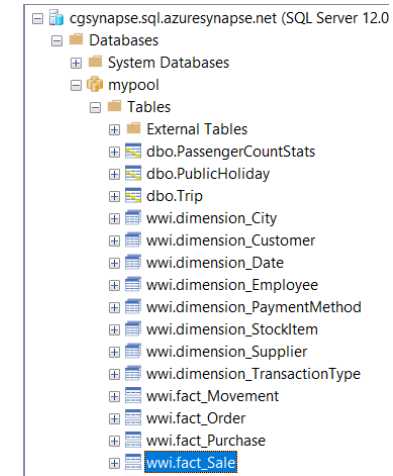 cgsynapse.sql.azuresynapse.net (SQL Server 12.0
Databases
System Databases
mypool
Tables
External Tables
dbo.PassengerCountStats
dbo.PublicHoliday
dbo.Trip
wwi.dimension_City
wwi.dimension_Customer
wwi.dimension_Date
wwi.dimension_Employee
wwi.dimension_PaymentMethod
wwi.dimension_StockItem
wwi.dimension_Supplier
wwi.dimension_TransactionType
wwi.fact_Movement
wwi.fact_Order
wwi.fact_Purchase
wwi.fact_Sale